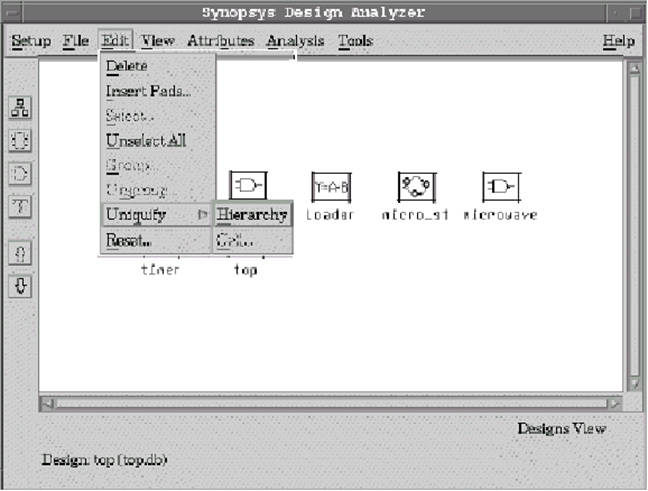 Synopsys Design Analyzer
Setup File Edit View Attributes Analysis Tools Help
Delete
Insert Pads...
Select...
Unselect All
Group...
Ungroup...
Uniquify
Hierarchy
Reset...
Cell...
Y=A-B
loader
micro_st
microwave
timer
top
Designs View
Design: top (top.db)